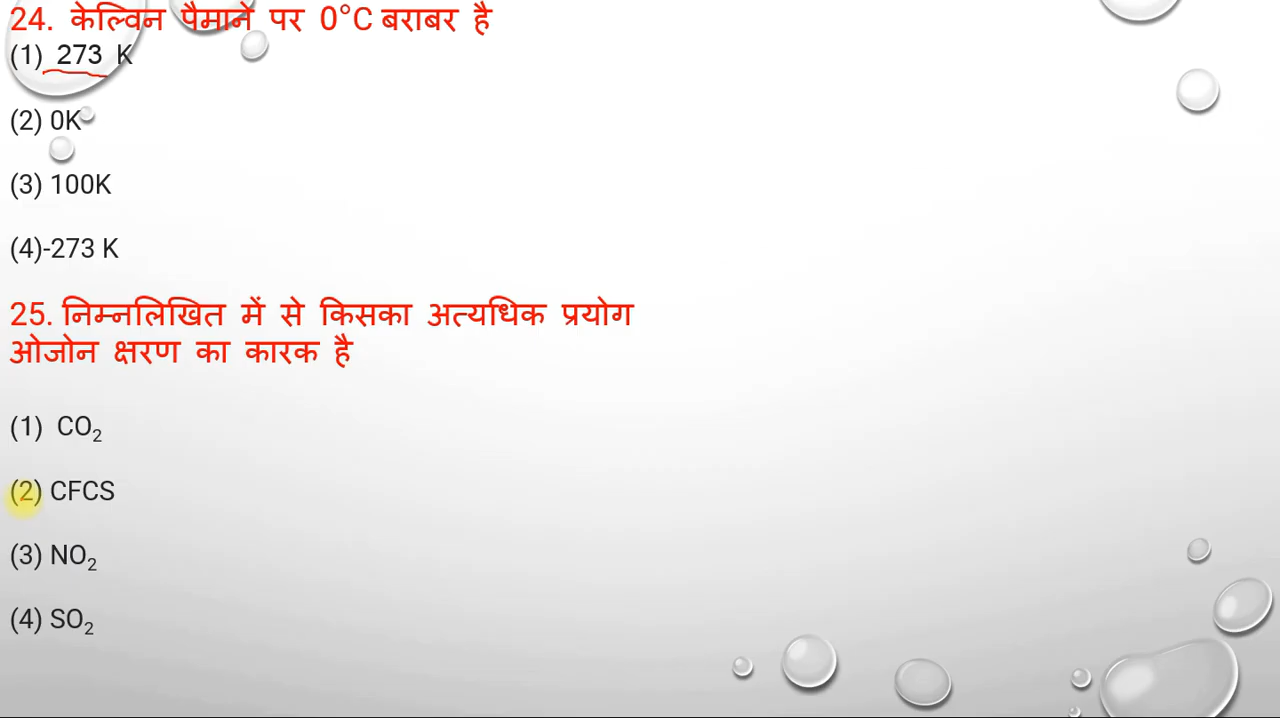 24. केल्विन पैमाने पर 0°C बराबर है
(1) 273 K
(2) 0K
(3) 100K
(4)-273 K
25. निम्नलिखित में से किसका अत्यधिक प्रयोग
ओजोन क्षरण का कारक है
(1) CO₂
(2) CFCS
(3) NO₂
(4) SO₂